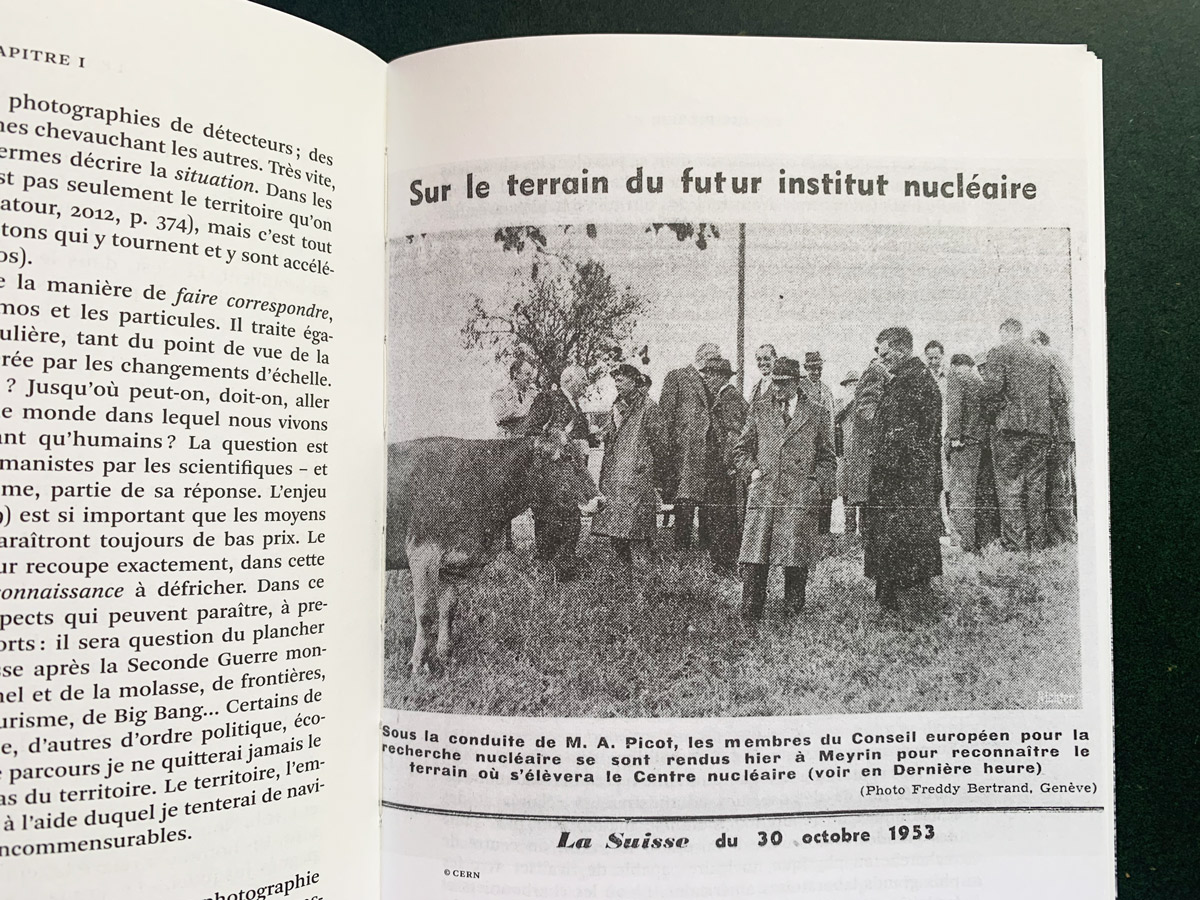 APITRE I
photographies de détecteurs ; des
nes chevauchant les autres. Très vite,
ermes décrire la situation. Dans les
st pas seulement le territoire qu'on
atour, 2012, p. 374), mais c'est tout
tons qui y tournent et y sont accélé-
os).
e la manière de faire correspondre,
mos et les particules. Il traite éga-
ulière, tant du point de vue de la
rée par les changements d'échelle.
? Jusqu'où peut-on, doit-on, aller
e monde dans lequel nous vivons
ant qu'humains ? La question est
manistes par les scientifiques – et
me, partie de sa réponse. L'enjeu
) est si important que les moyens
araîtront toujours de bas prix. Le
ur recoupe exactement, dans cette
onnaissance à défricher. Dans ce
pects qui peuvent paraître, à pre-
orts : il sera question du plancher
sse après la Seconde Guerre mon-
nel et de la molasse, de frontières,
urisme, de Big Bang... Certains de
e, d'autres d'ordre politique, éco-
parcours je ne quitterai jamais le
as du territoire. Le territoire, l'em-
à l'aide duquel je tenterai de navi-
ncommensurables.
photographie
Sur le terrain du futur institut nucléaire
Sous la conduite de M. A. Picot, les membres du Conseil européen pour la
recherche nucléaire se sont rendus hier à Meyrin pour reconnaître le
terrain où s'élèvera le Centre nucléaire (voir en Dernière heure)
(Photo Freddy Bertrand, Genève)
La Suisse du 30 octobre 1953
© CERN